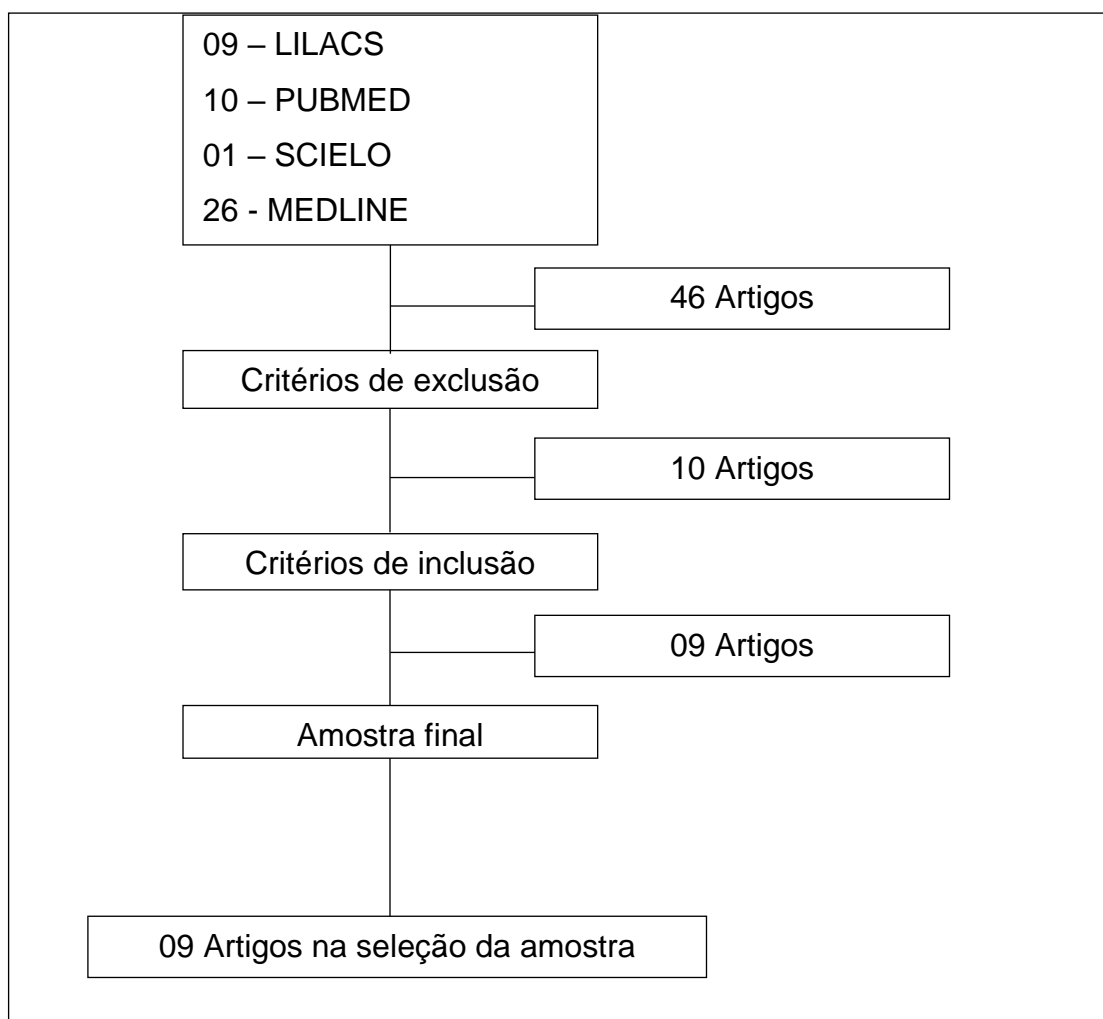 09 – LILACS
10 – PUBMED
01 – SCIELO
26 - MEDLINE
46 Artigos
Critérios de exclusão
10 Artigos
Critérios de inclusão
09 Artigos
Amostra final
09 Artigos na seleção da amostra